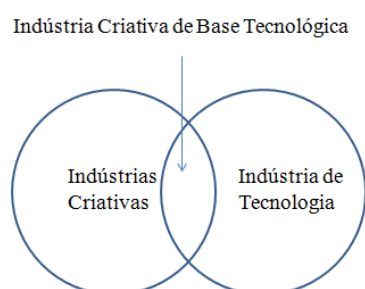 Indústria Criativa de Base Tecnológica
Indústrias
Criativas
Indústria de
Tecnologia